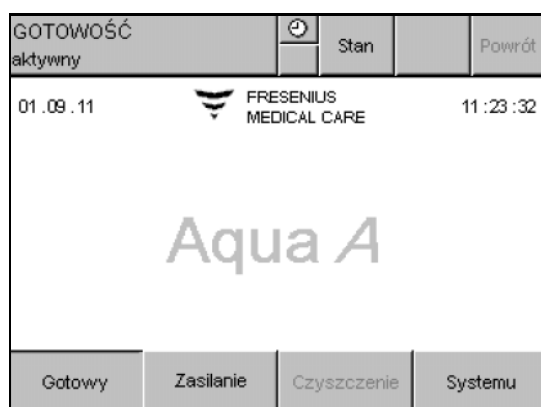 GOTOWOŚĆ
aktywny
Stan
Powrót
01 .09 .11
FRESENIUS
MEDICAL CARE
11 :23 :32
Aqua A
Gotowy
Zasilanie
Czyszczenie
Systemu